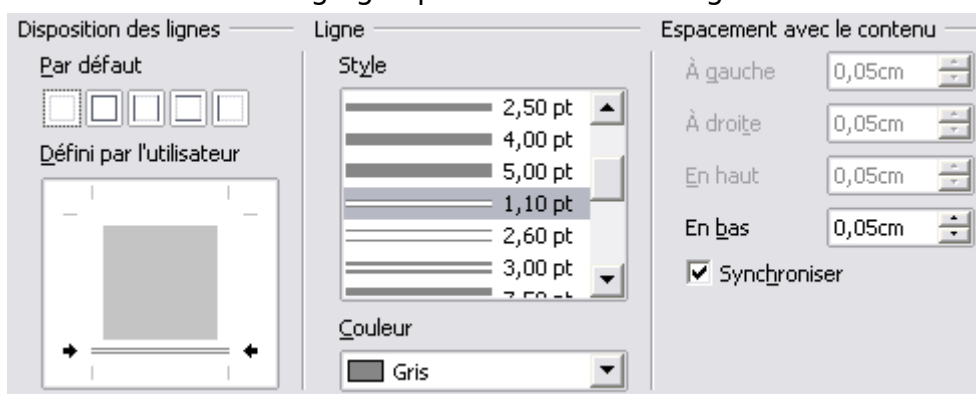 Disposition des lignes
Par défaut
Défini par l'utilisateur
Ligne
Style
2,50 pt
4,00 pt
5,00 pt
1,10 pt
2,60 pt
3,00 pt
Couleur
Gris
Espacement avec le contenu
À gauche 0,05cm
À droite 0,05cm
En haut 0,05cm
En bas 0,05cm
Synchroniser